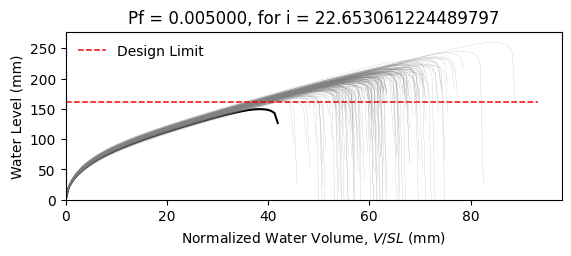 Pf = 0.005000, for i = 22.653061224489797
Design Limit
Water Level (mm)
250
200
150
100
50
0
0 20 40 60 80
Normalized Water Volume, V/SL (mm)